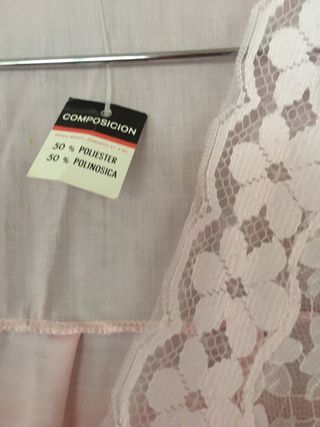 COMPOSICION
50 % POLIESTER
50 % POLINOSICA